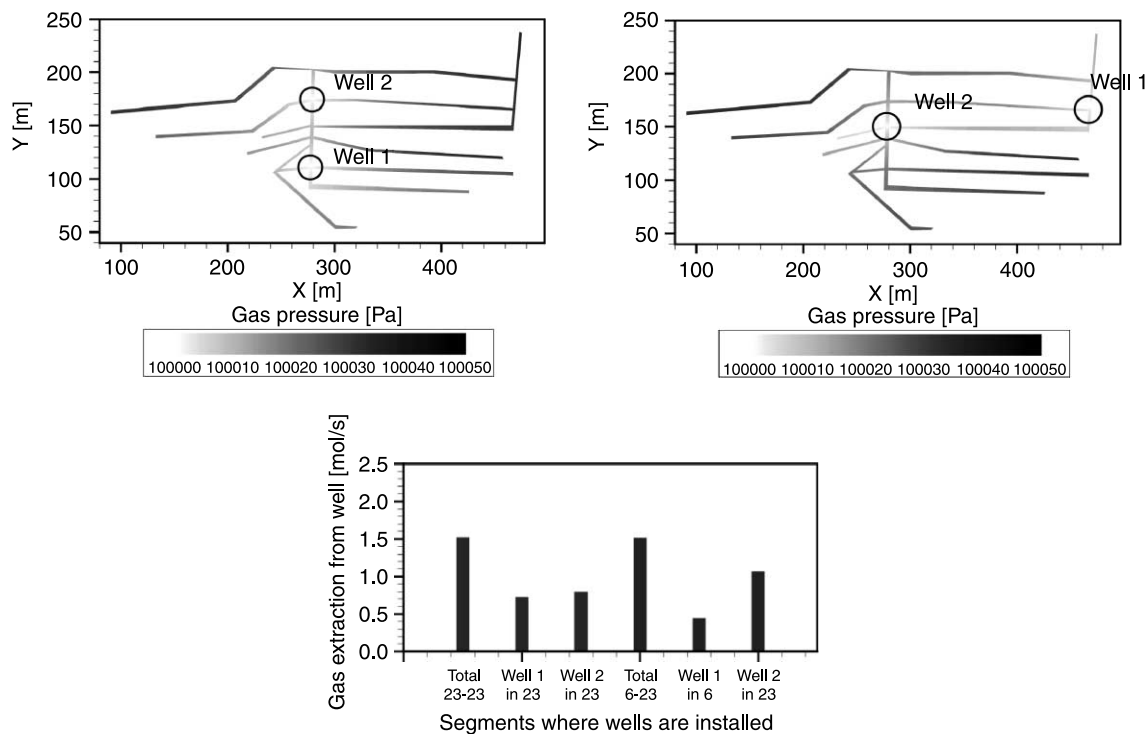 250
200
150
100
50
Y [m]
Well 2
Well 1
100 200 300 400
X [m]
Gas pressure [Pa]
100000 100010 100020 100030 100040 100050
250
200
150
100
50
Y [m]
Well 1
Well 2
100 200 300 400
X [m]
Gas pressure [Pa]
100000 100010 100020 100030 100040 100050
Gas extraction from well [mol/s]
2.5
2.0
1.5
1.0
0.5
0.0
Total Well 1 Well 2 Total Well 1 Well 2
23-23 in 23 in 23 6-23 in 6 in 23
Segments where wells are installed